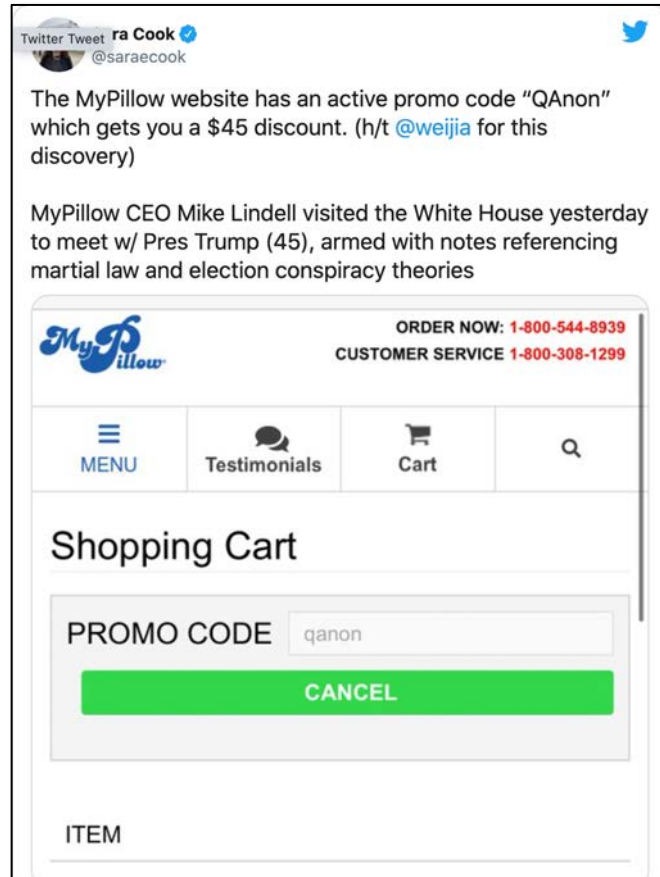 Twitter Tweet
ra Cook
@saraecook
The MyPillow website has an active promo code “QAnon”
which gets you a $45 discount. (h/t @weijia for this
discovery)
MyPillow CEO Mike Lindell visited the White House yesterday
to meet w/ Pres Trump (45), armed with notes referencing
martial law and election conspiracy theories
MyPillow
ORDER NOW: 1-800-544-8939
CUSTOMER SERVICE 1-800-308-1299
MENU
Testimonials
Cart
Shopping Cart
PROMO CODE qanon
CANCEL
ITEM